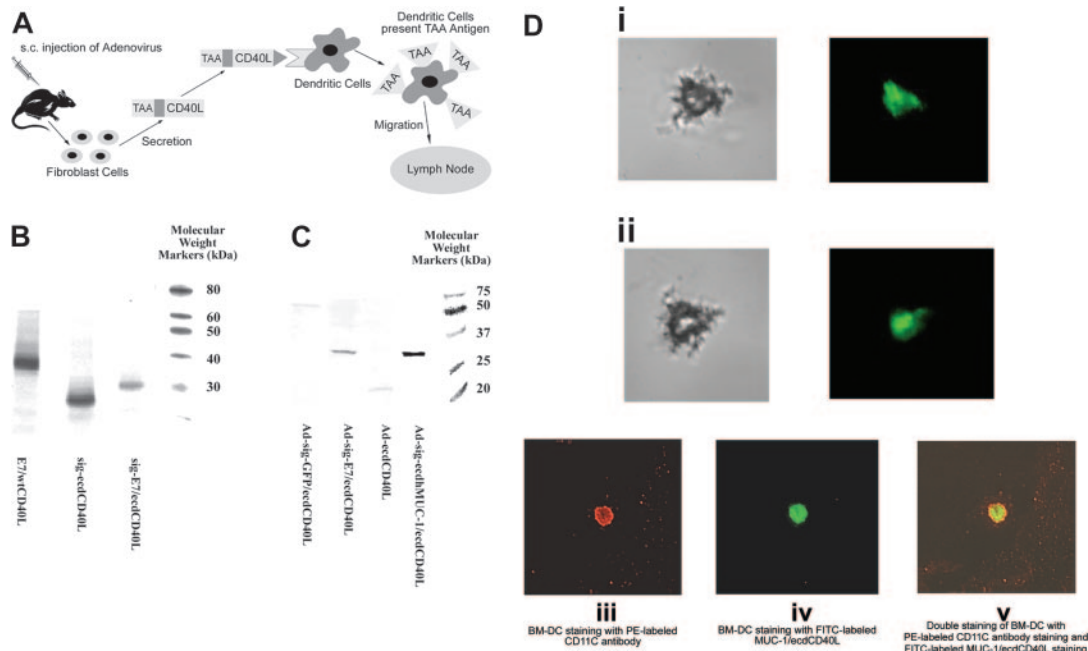 A
s.c. injection of Adenovirus
TAA CD40L
Secretion
Fibroblast Cells
TAA CD40L
Dendritic Cells
Dendritic Cells
present TAA Antigen
TAA
TAA
TAA
TAA
Migration
Lymph Node
B
Molecular
Weight
Markers (kDa)
80
60
50
40
30
E7/wtCD40L
sig-ecdCD40L
sig-E7/ecdCD40L
C
Molecular
Weight
Markers (kDa)
75
50
37
25
20
Ad-sig-GFP/ecdCD40L
Ad-sig-E7/ecdCD40L
Ad-ecdCD40L
Ad-sig-ecdhMUC-1/ecdCD40L
D
i
ii
iii
BM-DC staining with PE-labeled
CD11C antibody
iv
BM-DC staining with FITC-labeled
MUC-1/ecdCD40L
v
Double staining of BM-DC with
PE-labeled CD11C antibody staining and
FITC-labeled MUC-1/ecdCD40L staining